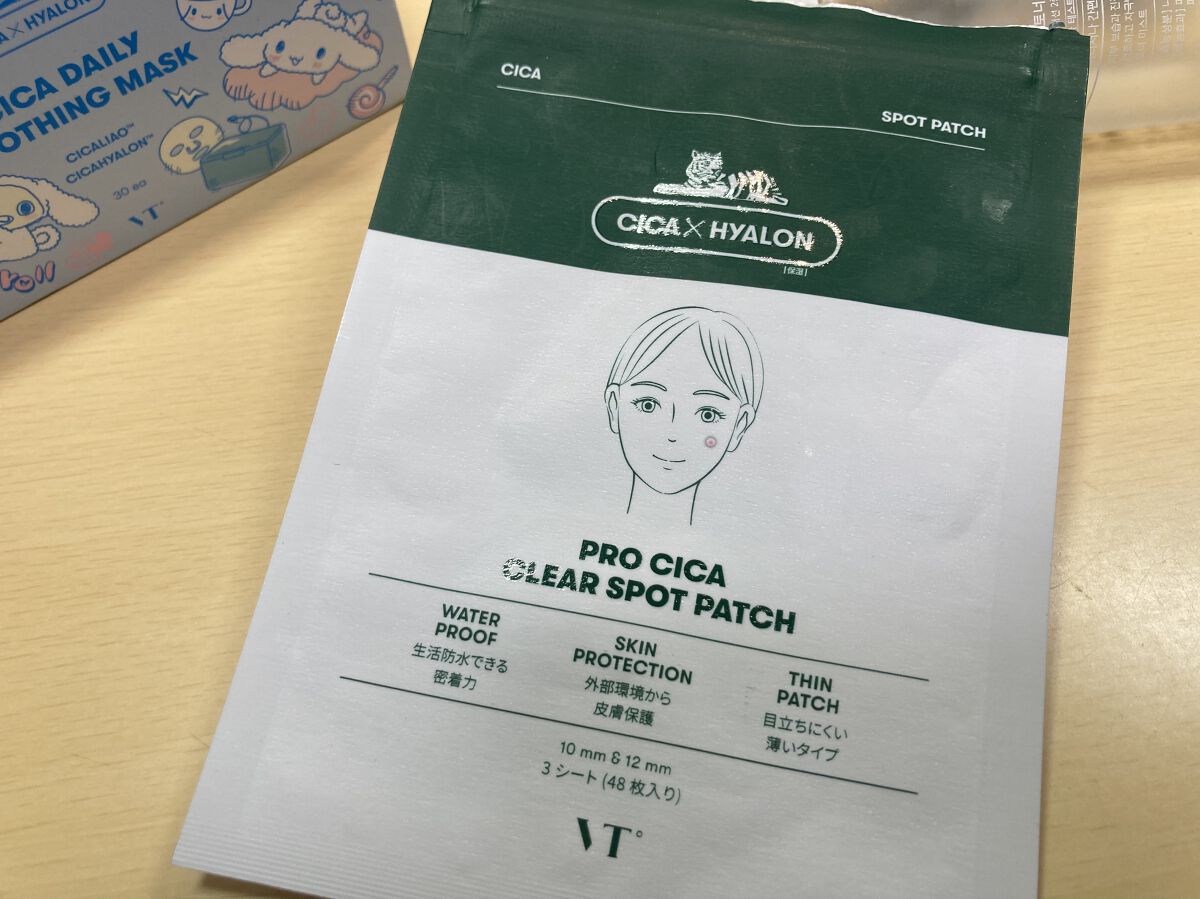 CICA
SPOT PATCH
CICA×HYALON
|保湿|
PRO CICA
CLEAR SPOT PATCH
WATER
PROOF
生活防水できる
密着力
SKIN
PROTECTION
外部環境から
皮膚保護
THIN
PATCH
目立ちにくい
薄いタイプ
10 mm & 12 mm
3 シート (48 枚入り)
VT°
A×HYALON
ICA DAILY
OTHING MASK
CICALIAO™
CICAHYALON™
30 ea
VT°
roll